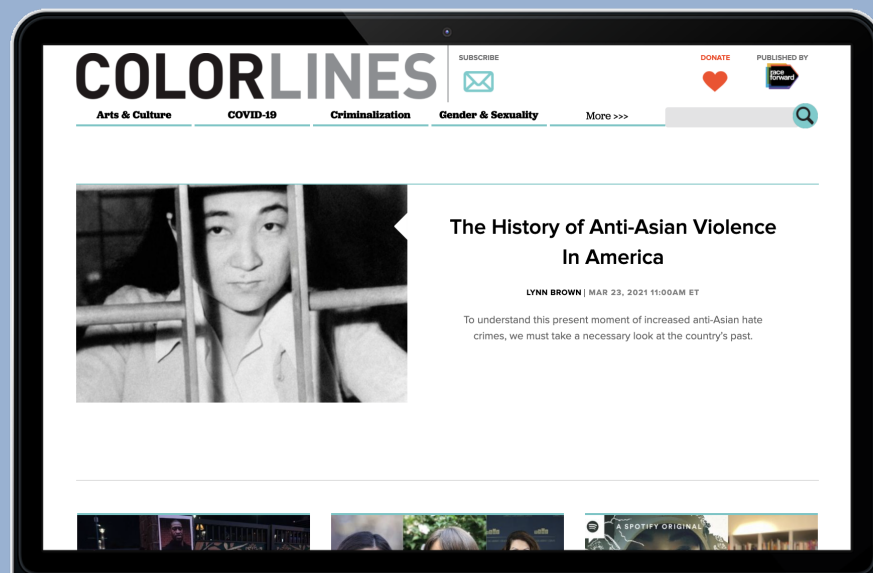 COLORLINES
SUBSCRIBE
DONATE
PUBLISHED BY
race
forward
Arts & Culture
COVID-19
Criminalization
Gender & Sexuality
More >>>
The History of Anti-Asian Violence
In America
LYNN BROWN | MAR 23, 2021 11:00AM ET
To understand this present moment of increased anti-Asian hate
crimes, we must take a necessary look at the country's past.
A SPOTIFY ORIGINAL